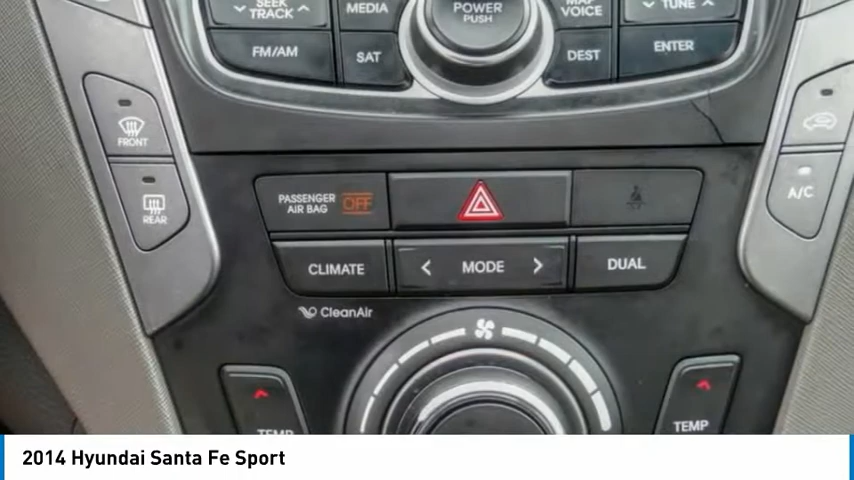 SEEK
TRACK
MEDIA
POWER
PUSH
MAP
VOICE
TUNE
FM/AM
SAT
DEST
ENTER
FRONT
REAR
A/C
PASSENGER
AIR BAG
OFF
CLIMATE
MODE
DUAL
CleanAir
TEMP
TEMP
2014 Hyundai Santa Fe Sport